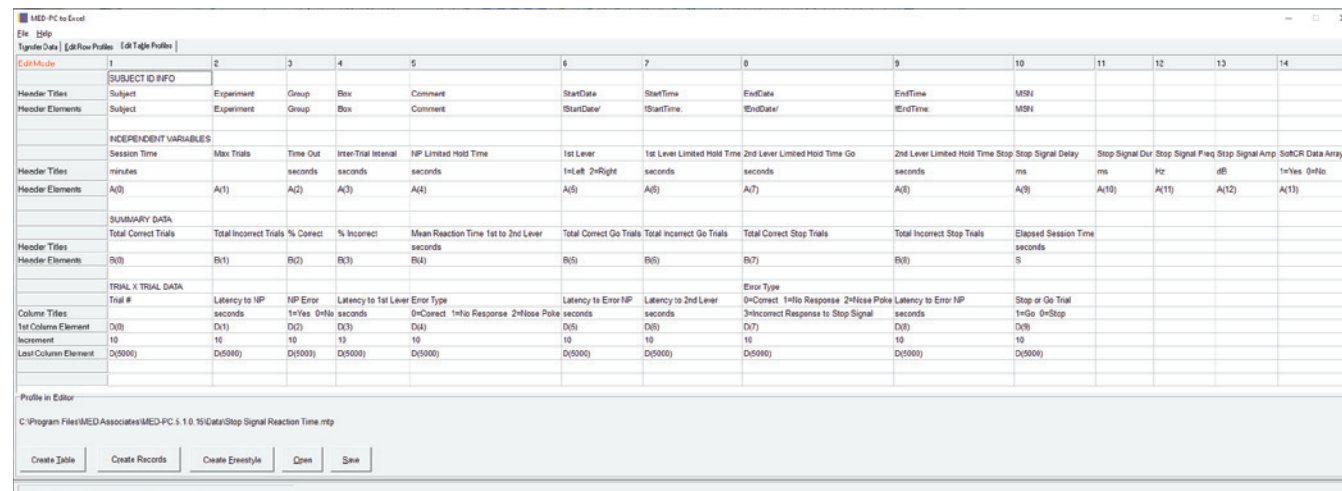 MED-PC to Excel
File Help
Transfer Data Edit Row Profiles Edit Table Profiles
Edit Mode 1 2 3 4 5 6 7 8 9 10 11 12 13 14
SUBJECT ID INFO
Header Titles Subject Experiment Group Box Comment StartDate StartTime EndDate EndTime MSN
Header Elements Subject Experiment Group Box Comment !StartDate/ !StartTime: !EndDate/ !EndTime: MSN
INDEPENDENT VARIABLES
Session Time Max Trials Time Out Inter-Trial Interval NP Limited Hold Time 1st Lever 1st Lever Limited Hold Time 2nd Lever Limited Hold Time Go 2nd Lever Limited Hold Time Stop Stop Signal Delay Stop Signal Dur Stop Signal Freq Stop Signal Amp SoftCR Data Array
Header Titles minutes seconds seconds seconds 1=Left 2=Right seconds seconds seconds ms ms Hz dB 1=Yes 0=No
Header Elements A(0) A(1) A(2) A(3) A(4) A(5) A(6) A(7) A(8) A(9) A(10) A(11) A(12) A(13)
SUMMARY DATA
Total Correct Trials Total Incorrect Trials % Correct % Incorrect Mean Reaction Time 1st to 2nd Lever Total Correct Go Trials Total Incorrect Go Trials Total Correct Stop Trials Total Incorrect Stop Trials Elapsed Session Time
Header Titles seconds seconds
Header Elements B(0) B(1) B(2) B(3) B(4) B(5) B(6) B(7) B(8) S
TRIAL X TRIAL DATA Error Type
Trial # Latency to NP NP Error Latency to 1st Lever Error Type Latency to Error NP Latency to 2nd Lever 0=Correct 1=No Response 2=Nose Poke Latency to Error NP Stop or Go Trial
Column Titles seconds 1=Yes 0=No seconds 0=Correct 1=No Response 2=Nose Poke seconds seconds 3=Incorrect Response to Stop Signal seconds 1=Go 0=Stop
1st Column Element D(0) D(1) D(2) D(3) D(4) D(5) D(6) D(7) D(8) D(9)
Increment 10 10 10 10 10 10 10 10 10 10
Last Column Element D(5000) D(5000) D(5000) D(5000) D(5000) D(5000) D(5000) D(5000) D(5000) D(5000)
Profile in Editor
C:\Program Files\MED Associates\MED-PC.5.1.0.15\Data\Stop Signal Reaction Time.mtp
Create Table Create Records Create Freestyle Open Save